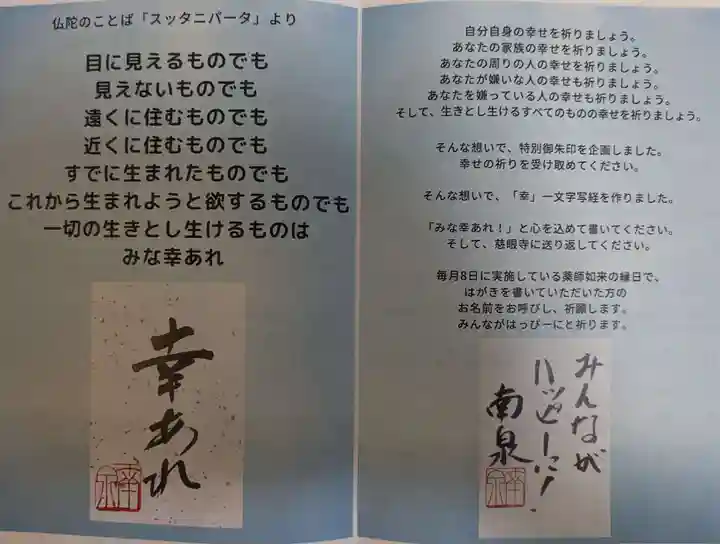 仏陀のことば「スッタニパータ」より
目に見えるものでも
見えないものでも
遠くに住むものでも
近くに住むものでも
すでに生まれたものでも
これから生まれようと欲するものでも
一切の生きとし生けるものは
みな幸あれ
幸あれ
自分自身の幸せを祈りましょう。
あなたの家族の幸せを祈りましょう。
あなたの周りの人の幸せを祈りましょう。
あなたが嫌いな人の幸せも祈りましょう。
あなたを嫌っている人の幸せも祈りましょう。
そして、生きとし生けるすべてのものの幸せを祈りましょう。
そんな想いで、特別御朱印を企画しました。
幸せの祈りを受け取めてください。
そんな想いで、「幸」一文字写経を作りました。
「みな幸あれ！」と心を込めて書いてください。
そして、慈眼寺に送り返してください。
毎月8日に実施している薬師如来の縁日で、
はがきを書いていただいた方の
お名前をお呼びし、祈願します。
みんながはっぴーにと祈ります。
みんなが
ハッピーに！
南泉